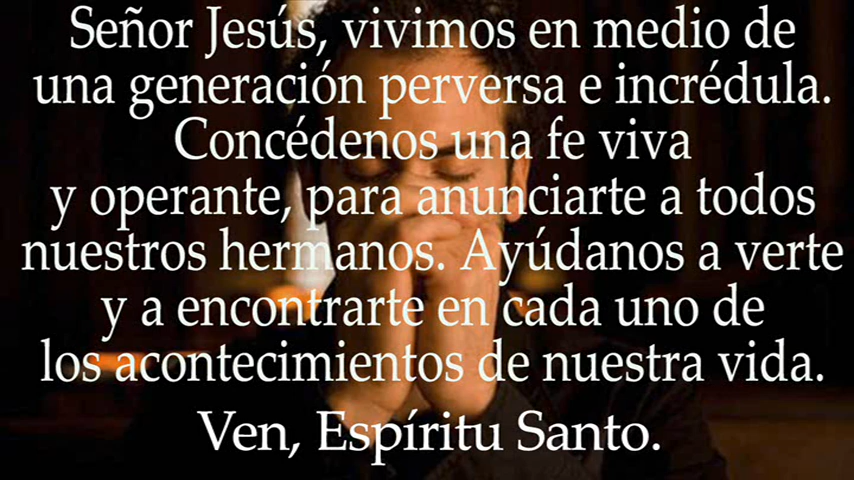 Señor Jesús, vivimos en medio de
una generación perversa e incrédula.
Concédenos una fe viva
y operante, para anunciarte a todos
nuestros hermanos. Ayúdanos a verte
y a encontrarte en cada uno de
los acontecimientos de nuestra vida.
Ven, Espíritu Santo.